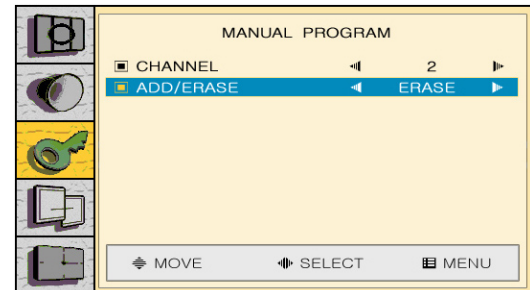 MANUAL PROGRAM
CHANNEL 2
ADD/ERASE ERASE
MOVE SELECT MENU